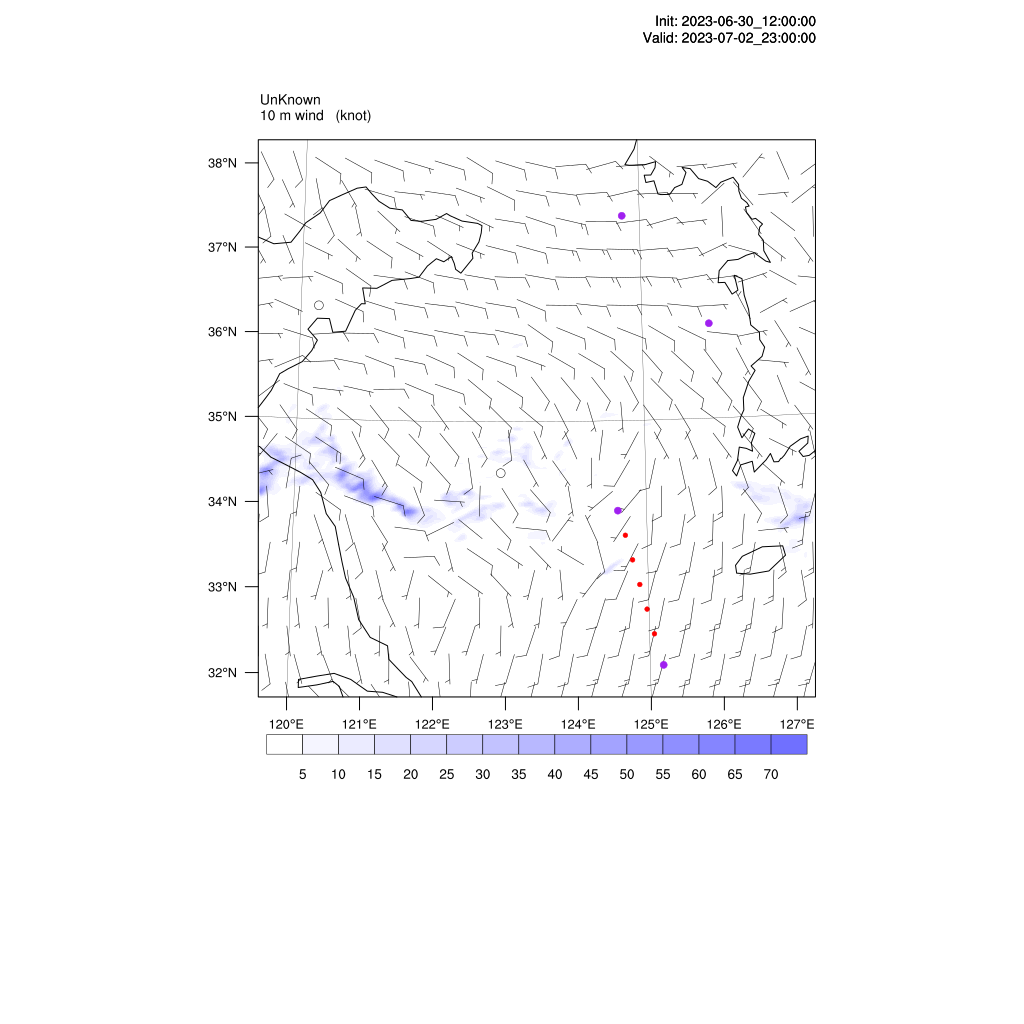 Init: 2023-06-30_12:00:00
Valid: 2023-07-02_23:00:00
UnKnown
10 m wind (knot)
38°N
37°N
36°N
35°N
34°N
33°N
32°N
120°E 121°E 122°E 123°E 124°E 125°E 126°E 127°E
5 10 15 20 25 30 35 40 45 50 55 60 65 70